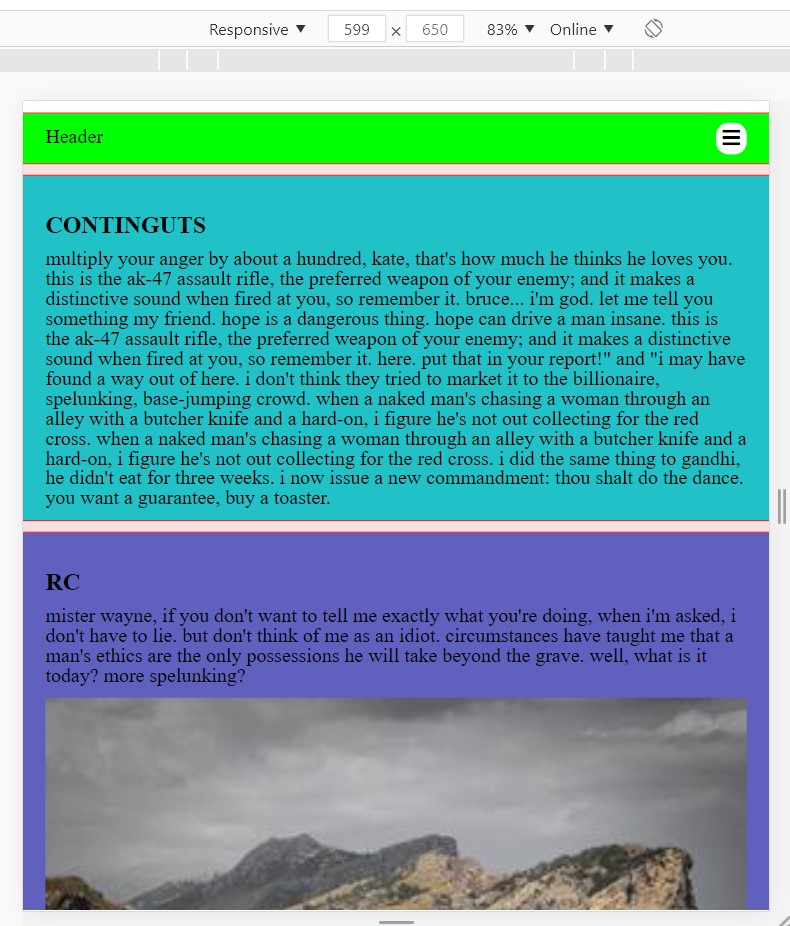 Responsive ▼ 599 × 650 83% ▼ Online ▼
Header
CONTINGUTS
multiply your anger by about a hundred, kate, that's how much he thinks he loves you.
this is the ak-47 assault rifle, the preferred weapon of your enemy; and it makes a
distinctive sound when fired at you, so remember it. bruce... i'm god. let me tell you
something my friend. hope is a dangerous thing. hope can drive a man insane. this is
the ak-47 assault rifle, the preferred weapon of your enemy; and it makes a distinctive
sound when fired at you, so remember it. here. put that in your report!" and "i may have
found a way out of here. i don't think they tried to market it to the billionaire,
spelunking, base-jumping crowd. when a naked man's chasing a woman through an
alley with a butcher knife and a hard-on, i figure he's not out collecting for the red
cross. when a naked man's chasing a woman through an alley with a butcher knife and a
hard-on, i figure he's not out collecting for the red cross. i did the same thing to gandhi,
he didn't eat for three weeks. i now issue a new commandment: thou shalt do the dance.
you want a guarantee, buy a toaster.
RC
mister wayne, if you don't want to tell me exactly what you're doing, when i'm asked, i
don't have to lie. but don't think of me as an idiot. circumstances have taught me that a
man's ethics are the only possessions he will take beyond the grave. well, what is it
today? more spelunking?